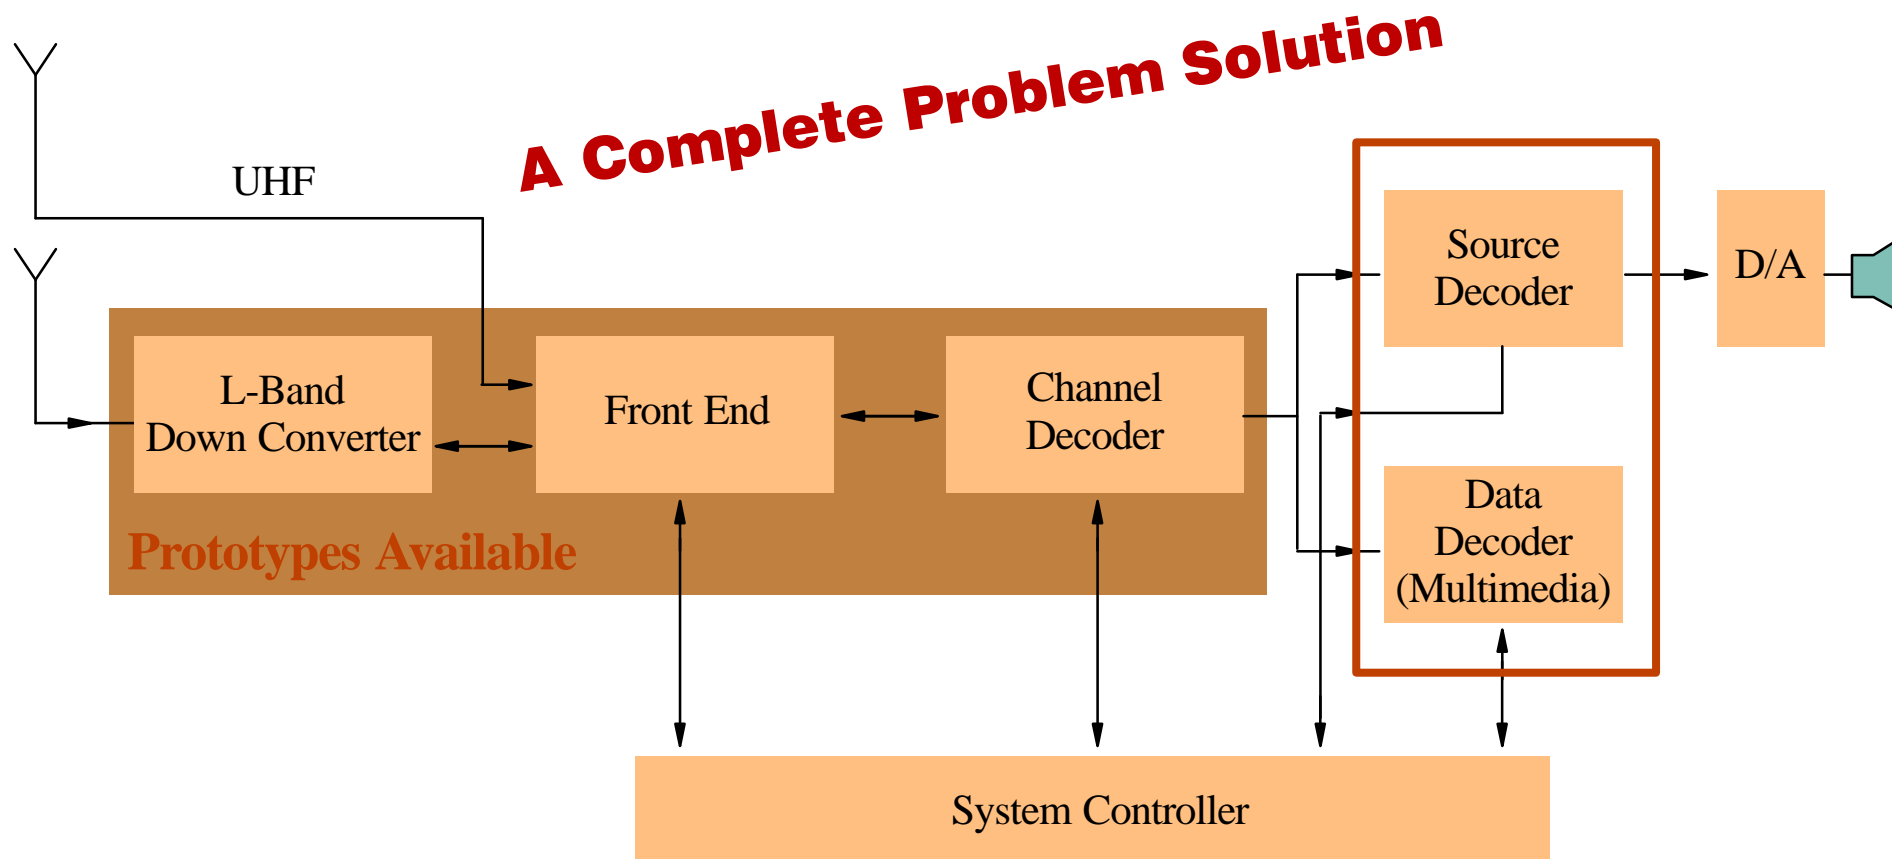 A Complete Problem Solution
UHF
L-Band
Down Converter
Front End
Channel
Decoder
Source
Decoder
D/A
Data
Decoder
(Multimedia)
Prototypes Available
System Controller